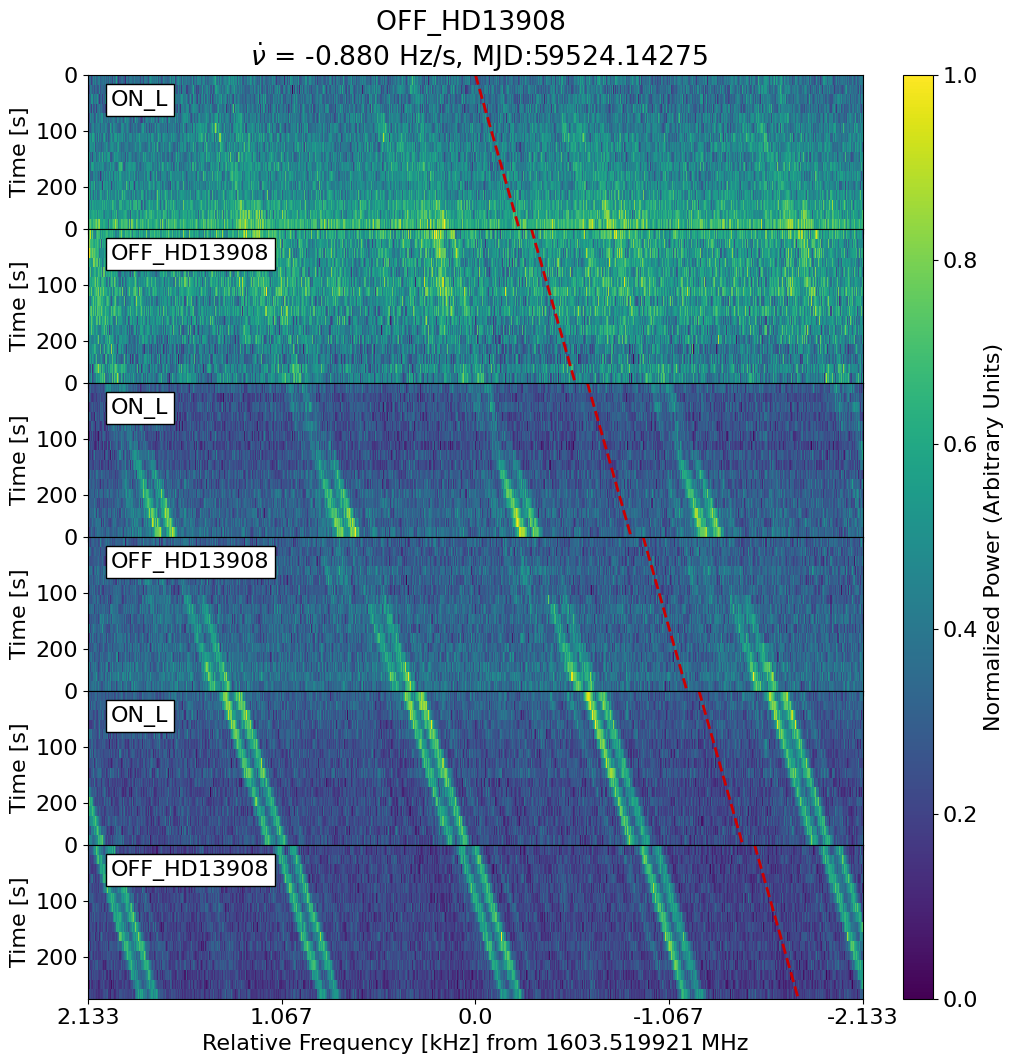 OFF_HD13908
ν̇ = -0.880 Hz/s, MJD:59524.14275
0
100
200
Time [s]
ON_L
0
100
200
Time [s]
OFF_HD13908
0
100
200
Time [s]
ON_L
0
100
200
Time [s]
OFF_HD13908
0
100
200
Time [s]
ON_L
0
100
200
Time [s]
OFF_HD13908
2.133
1.067
0.0
-1.067
-2.133
Relative Frequency [kHz] from 1603.519921 MHz
1.0
0.8
0.6
0.4
0.2
0.0
Normalized Power (Arbitrary Units)